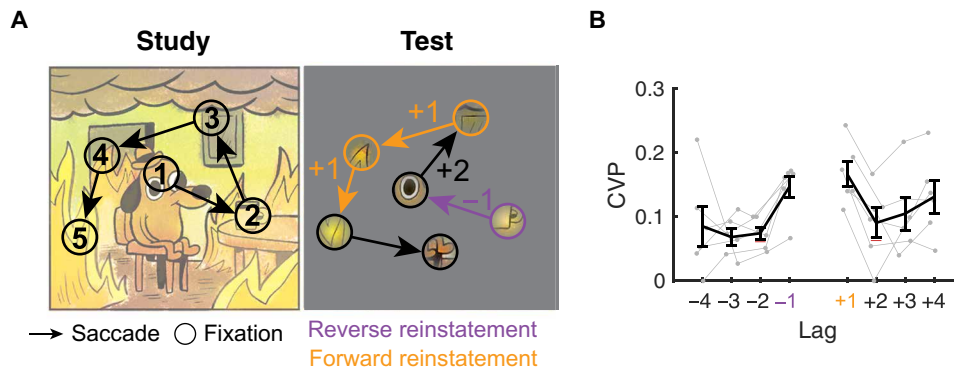 A
Study
Test
1
2
3
4
5
+1
+1
+2
−1
Saccade
Fixation
Reverse reinstatement
Forward reinstatement
B
CVP
0.3
0.2
0.1
0
−4 −3 −2 −1 +1 +2 +3 +4
Lag